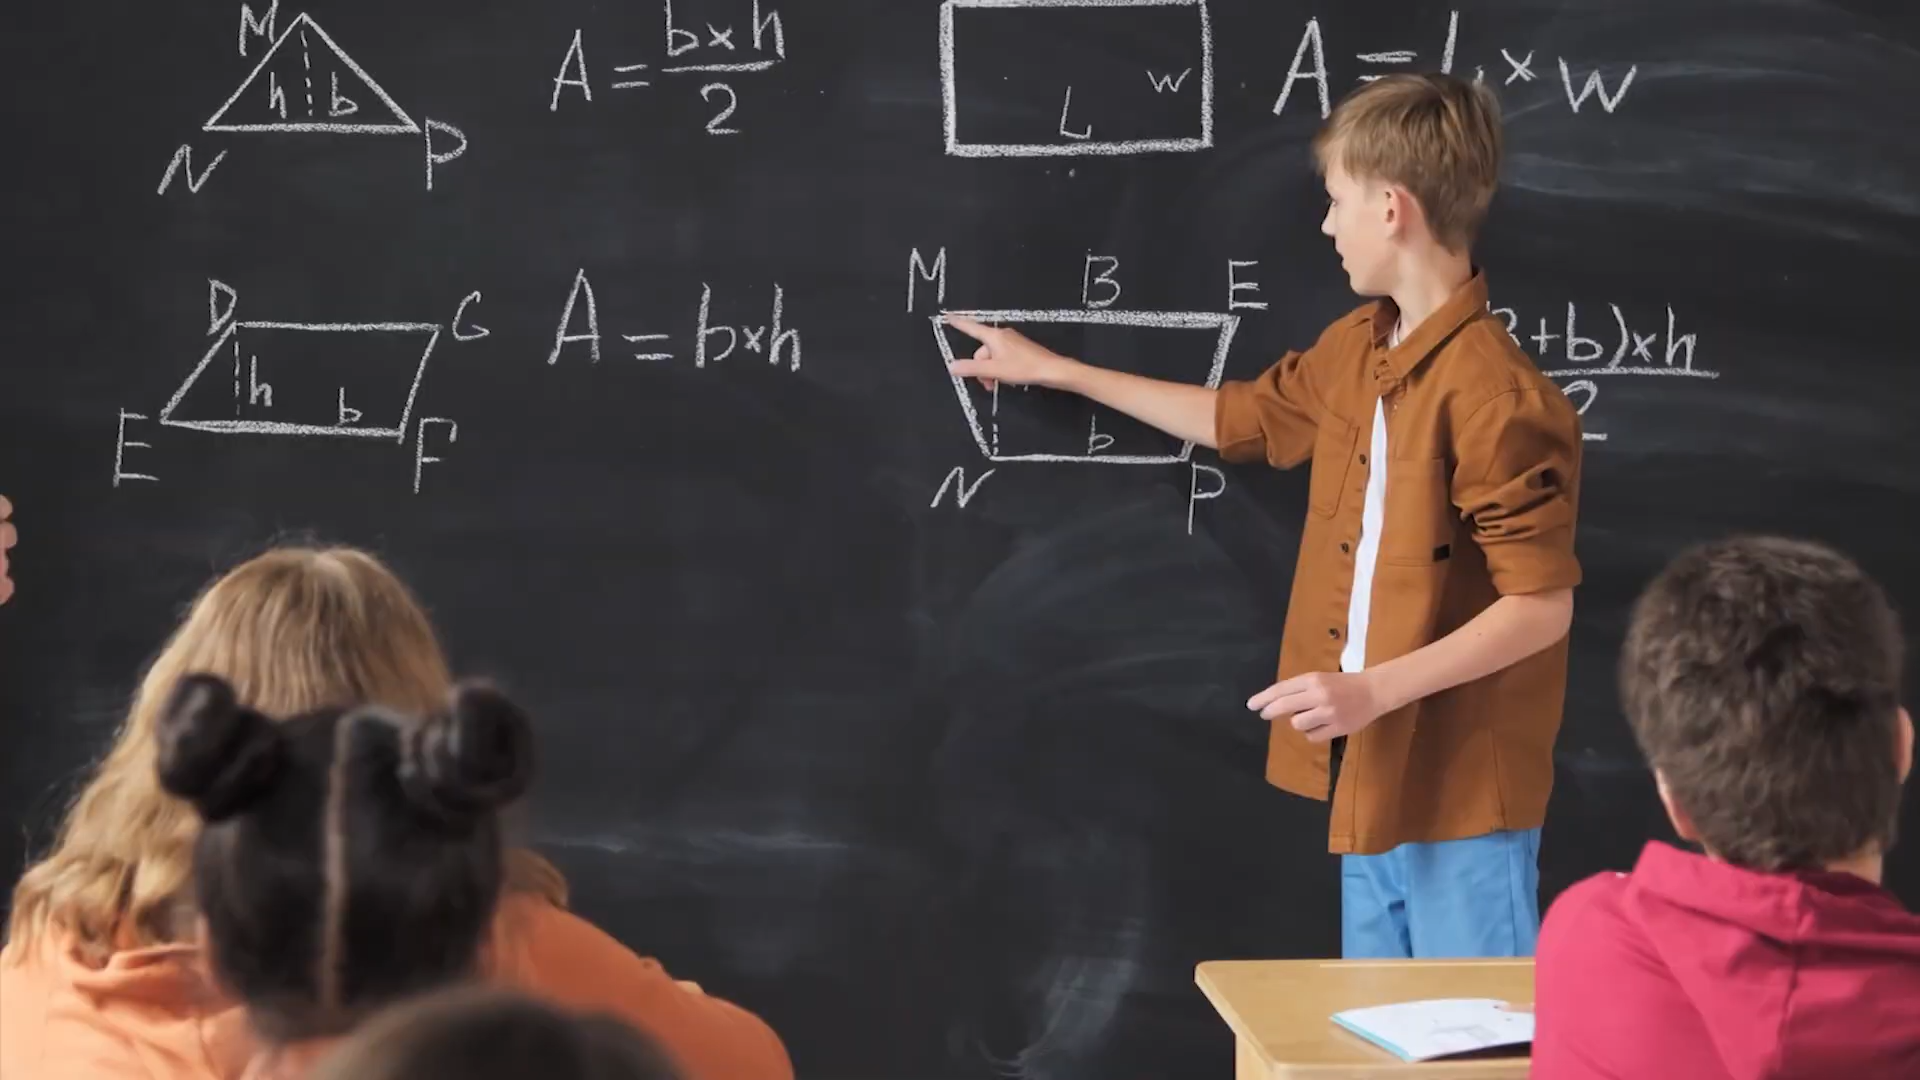 M
h b
N P
A = b×h
2
L w
A = L × w
D G
h b
E F
A = b×h
M B E
b
N P
+b)×h
2